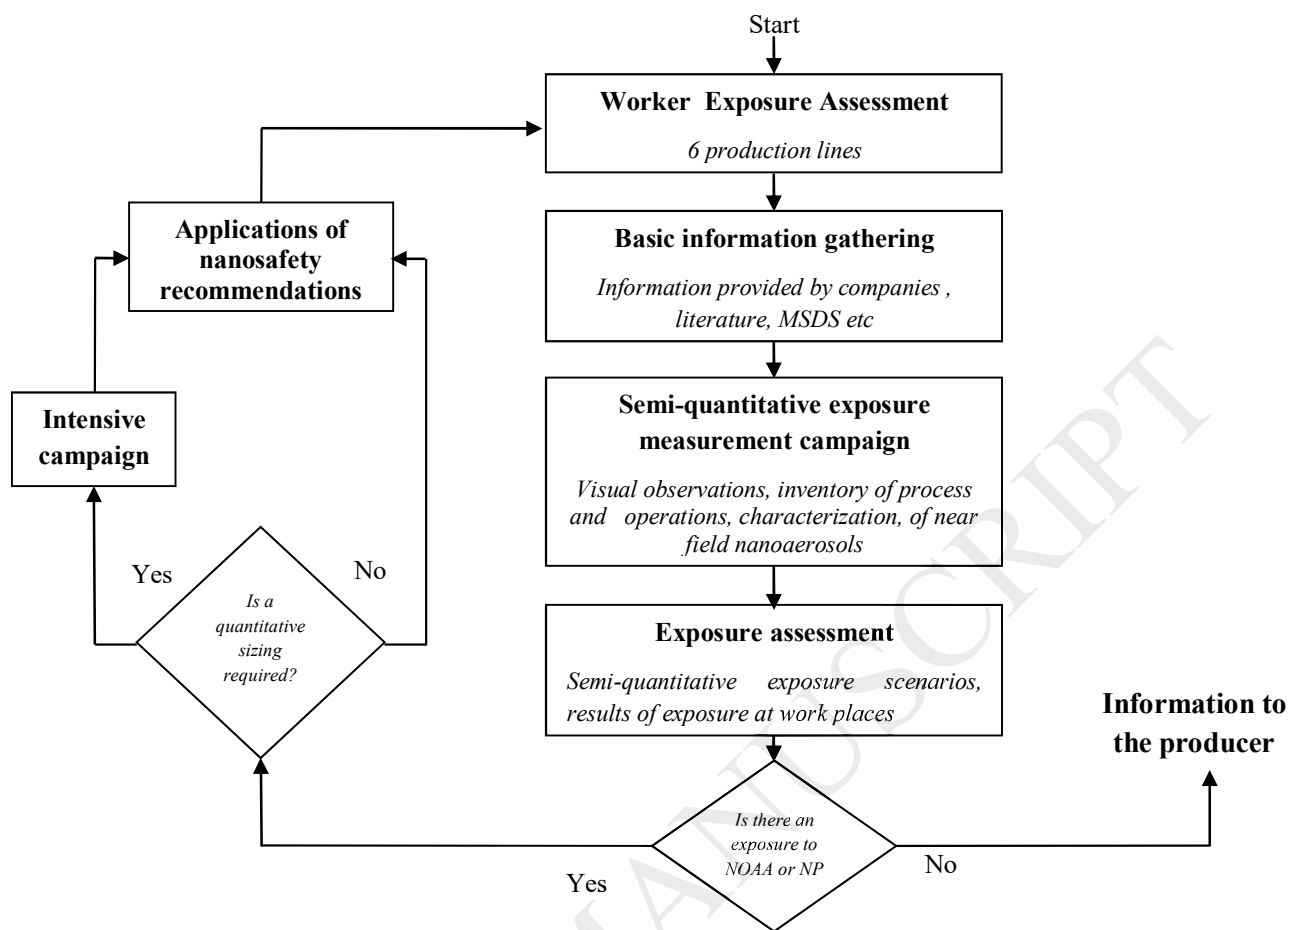 Start
Worker Exposure Assessment
6 production lines
Basic information gathering
Information provided by companies ,
literature, MSDS etc
Semi-quantitative exposure
measurement campaign
Visual observations, inventory of process
and operations, characterization, of near
field nanoaerosols
Exposure assessment
Semi-quantitative exposure scenarios,
results of exposure at work places
Is there an
exposure to
NOAA or NP
Yes
No
Information to
the producer
Is a
quantitative
sizing
required?
Yes
No
Intensive
campaign
Applications of
nanosafety
recommendations
MANUSCRIPT